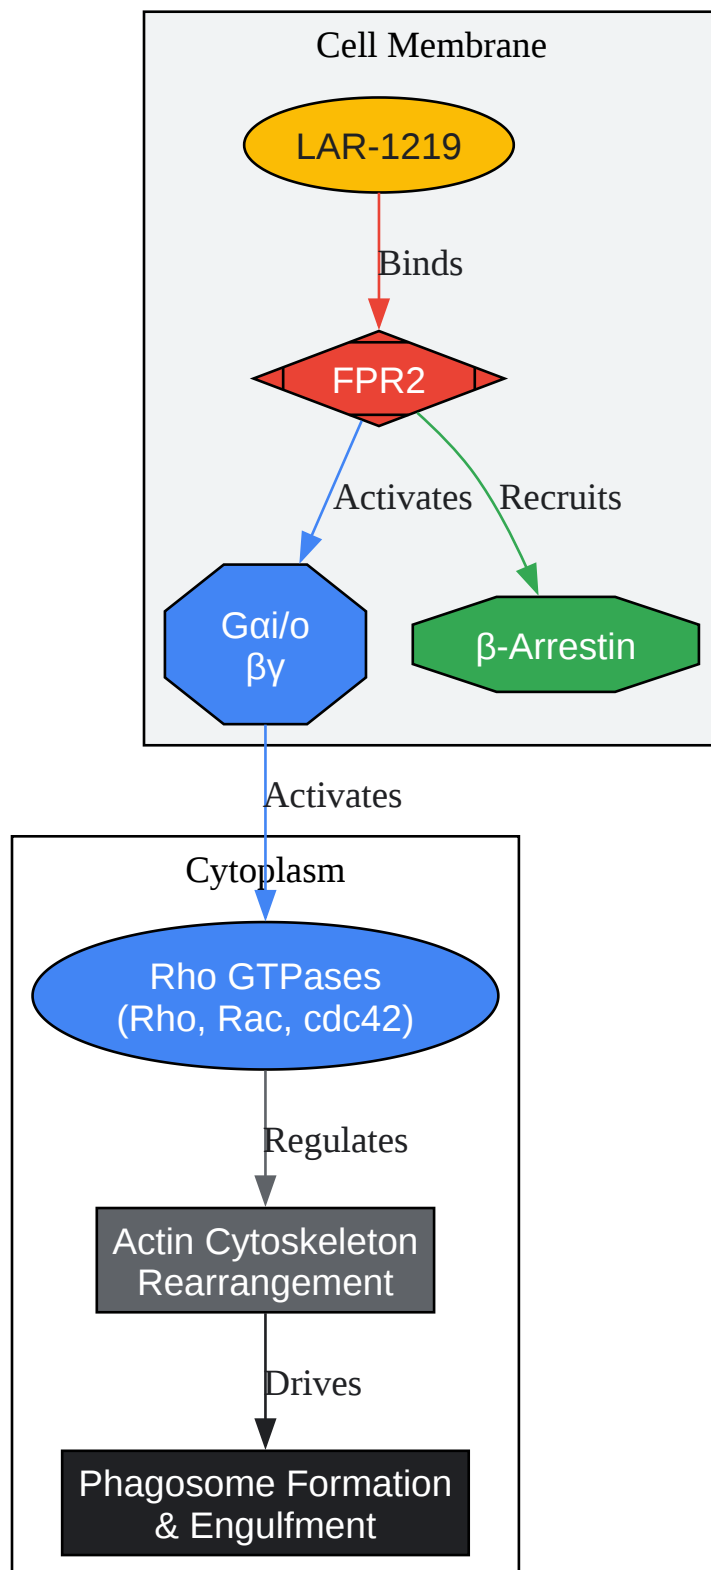 Cell Membrane
LAR-1219
Binds
FPR2
Activates
Recruits
Gαi/o
βγ
β-Arrestin
Activates
Cytoplasm
Rho GTPases
(Rho, Rac, cdc42)
Regulates
Actin Cytoskeleton
Rearrangement
Drives
Phagosome Formation
& Engulfment